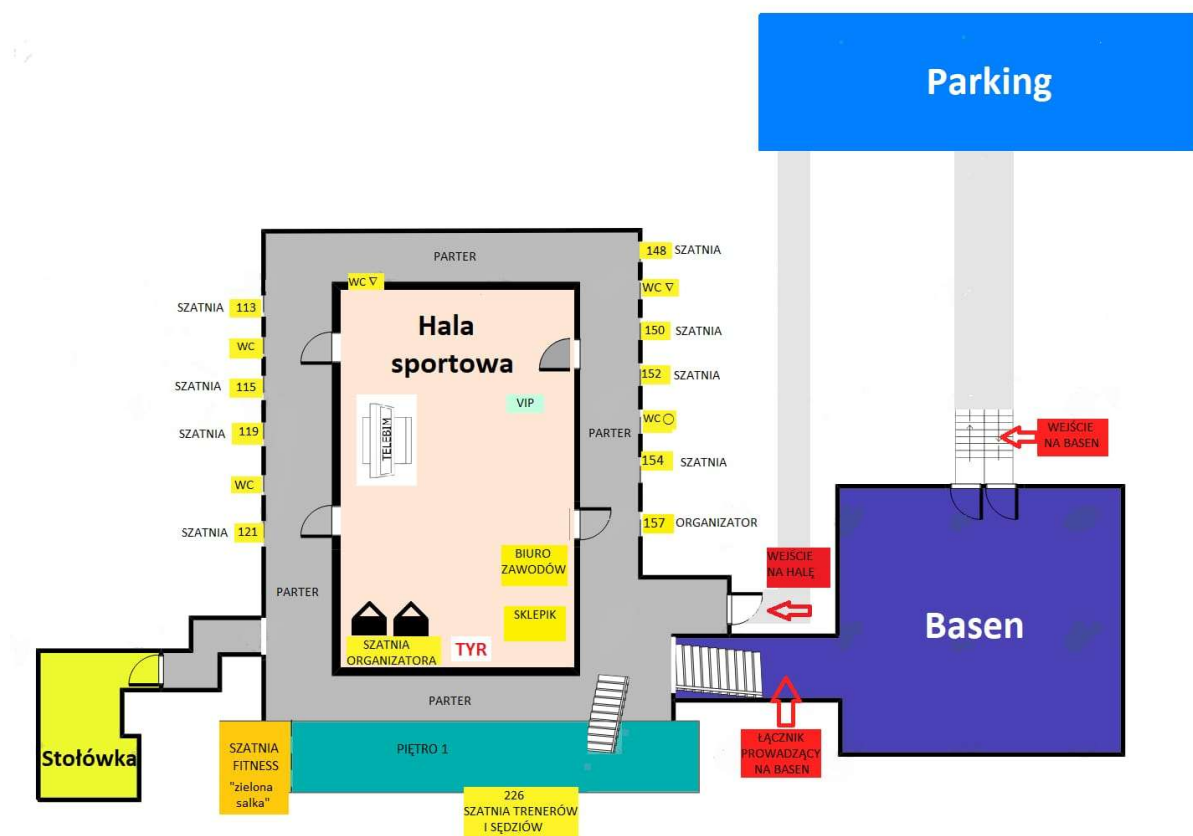 Parking
PARTER
148 SZATNIA
WC ∇
WC ∇
SZATNIA 113
Hala
sportowa
150 SZATNIA
WC
152 SZATNIA
SZATNIA 115
VIP
WC ○
TELEBIM
SZATNIA 119
PARTER
154 SZATNIA
WEJŚCIE
NA BASEN
WC
SZATNIA 121
157 ORGANIZATOR
BIURO
ZAWODÓW
WEJŚCIE
NA HALĘ
PARTER
SKLEPIK
SZATNIA
ORGANIZATORA
TYR
Basen
PARTER
Stołówka
SZATNIA
FITNESS
"zielona
salka"
PIĘTRO 1
ŁĄCZNIK
PROWADZĄCY
NA BASEN
226
SZATNIA TRENERÓW
I SĘDZIÓW